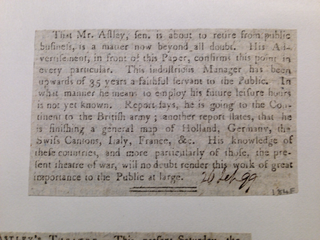 That Mr. Astley, sen. is about to retire from public
business, is a matter now beyond all doubt. His Ad-
vertisement, in front of this Paper, confirms this point in
every particular. This industrious Manager has been
upwards of 35 years a faithful servant to the Public. In
what manner he means to employ his future leisure hours
is not yet known. Report says, he is going to the Con-
tinent to the British army; another report states, that he
is finishing a general map of Holland, Germany, the
Swiss Cantons, Italy, France, &c. His knowledge of
these countries, and more particularly of those, the pre-
sent theatre of war, will no doubt render this work of great
importance to the Public at large.
99